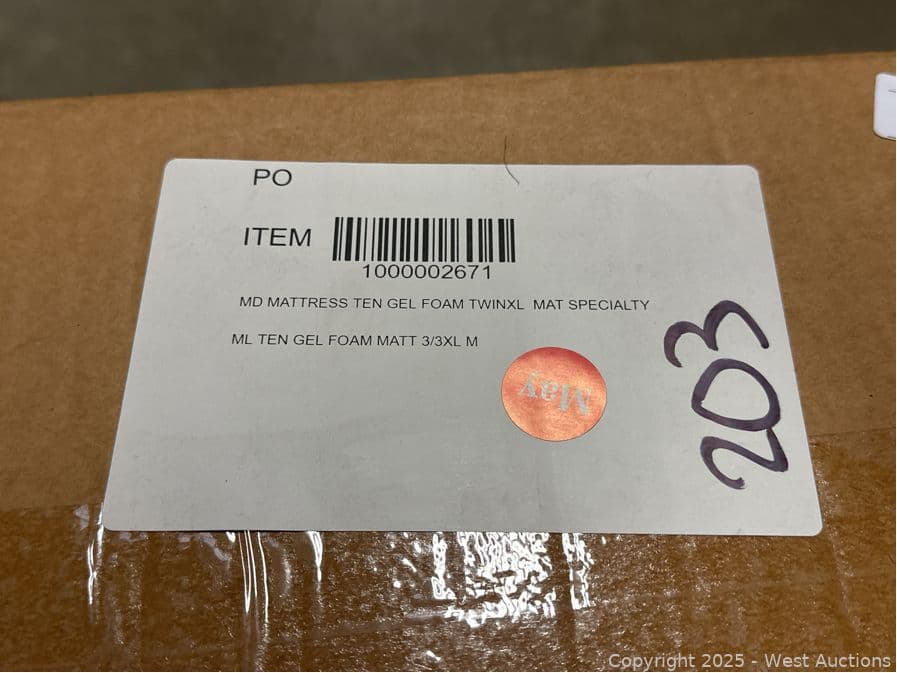 PO
ITEM
1000002671
MD MATTRESS TEN GEL FOAM TWINXL MAT SPECIALTY
ML TEN GEL FOAM MATT 3/3XL M
May
203
Copyright 2025 - West Auctions